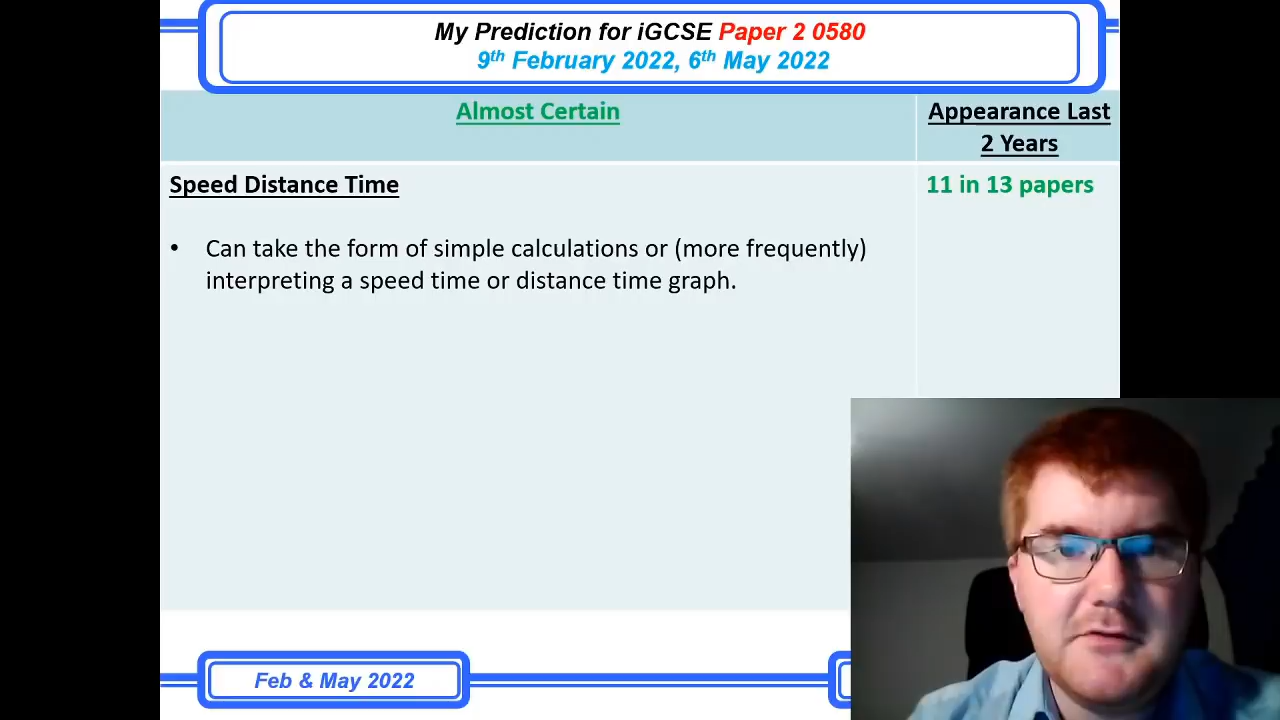 My Prediction for iGCSE Paper 2 0580
9th February 2022, 6th May 2022
Almost Certain
Appearance Last
2 Years
Speed Distance Time
11 in 13 papers
• Can take the form of simple calculations or (more frequently)
interpreting a speed time or distance time graph.
Feb & May 2022